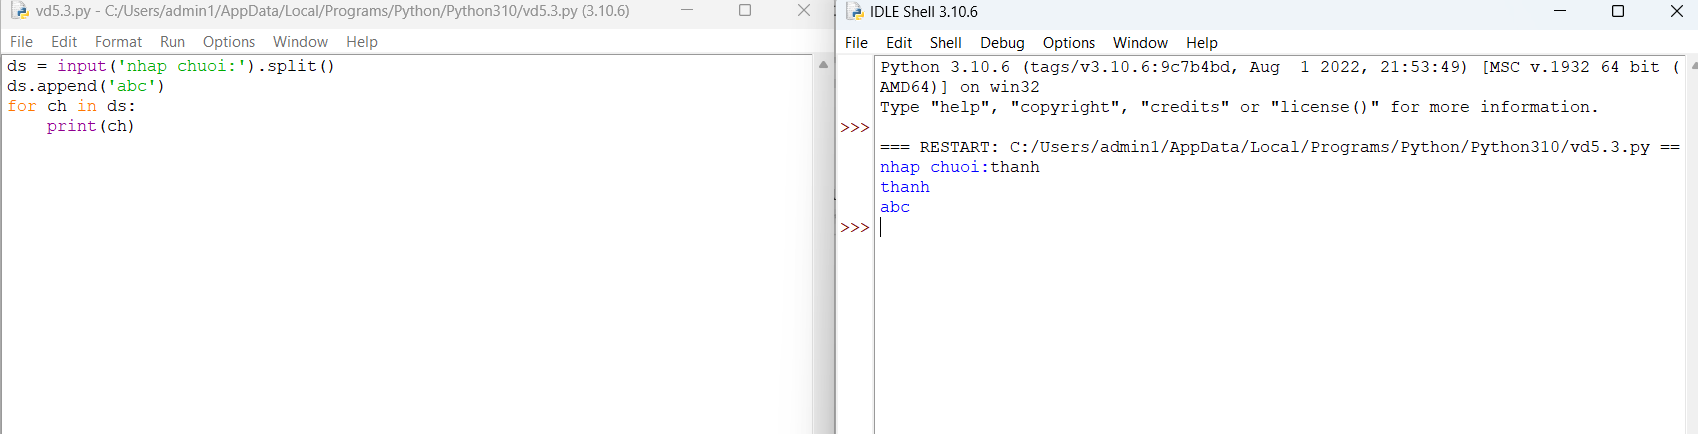 vd5.3.py - C:/Users/admin1/AppData/Local/Programs/Python/Python310/vd5.3.py (3.10.6)
File Edit Format Run Options Window Help
ds = input('nhap chuoi:').split()
ds.append('abc')
for ch in ds:
    print(ch)
IDLE Shell 3.10.6
File Edit Shell Debug Options Window Help
Python 3.10.6 (tags/v3.10.6:9c7b4bd, Aug  1 2022, 21:53:49) [MSC v.1932 64 bit (
AMD64)] on win32
Type "help", "copyright", "credits" or "license()" for more information.
>>>
=== RESTART: C:/Users/admin1/AppData/Local/Programs/Python/Python310/vd5.3.py ==
nhap chuoi:thanh
thanh
abc
>>>